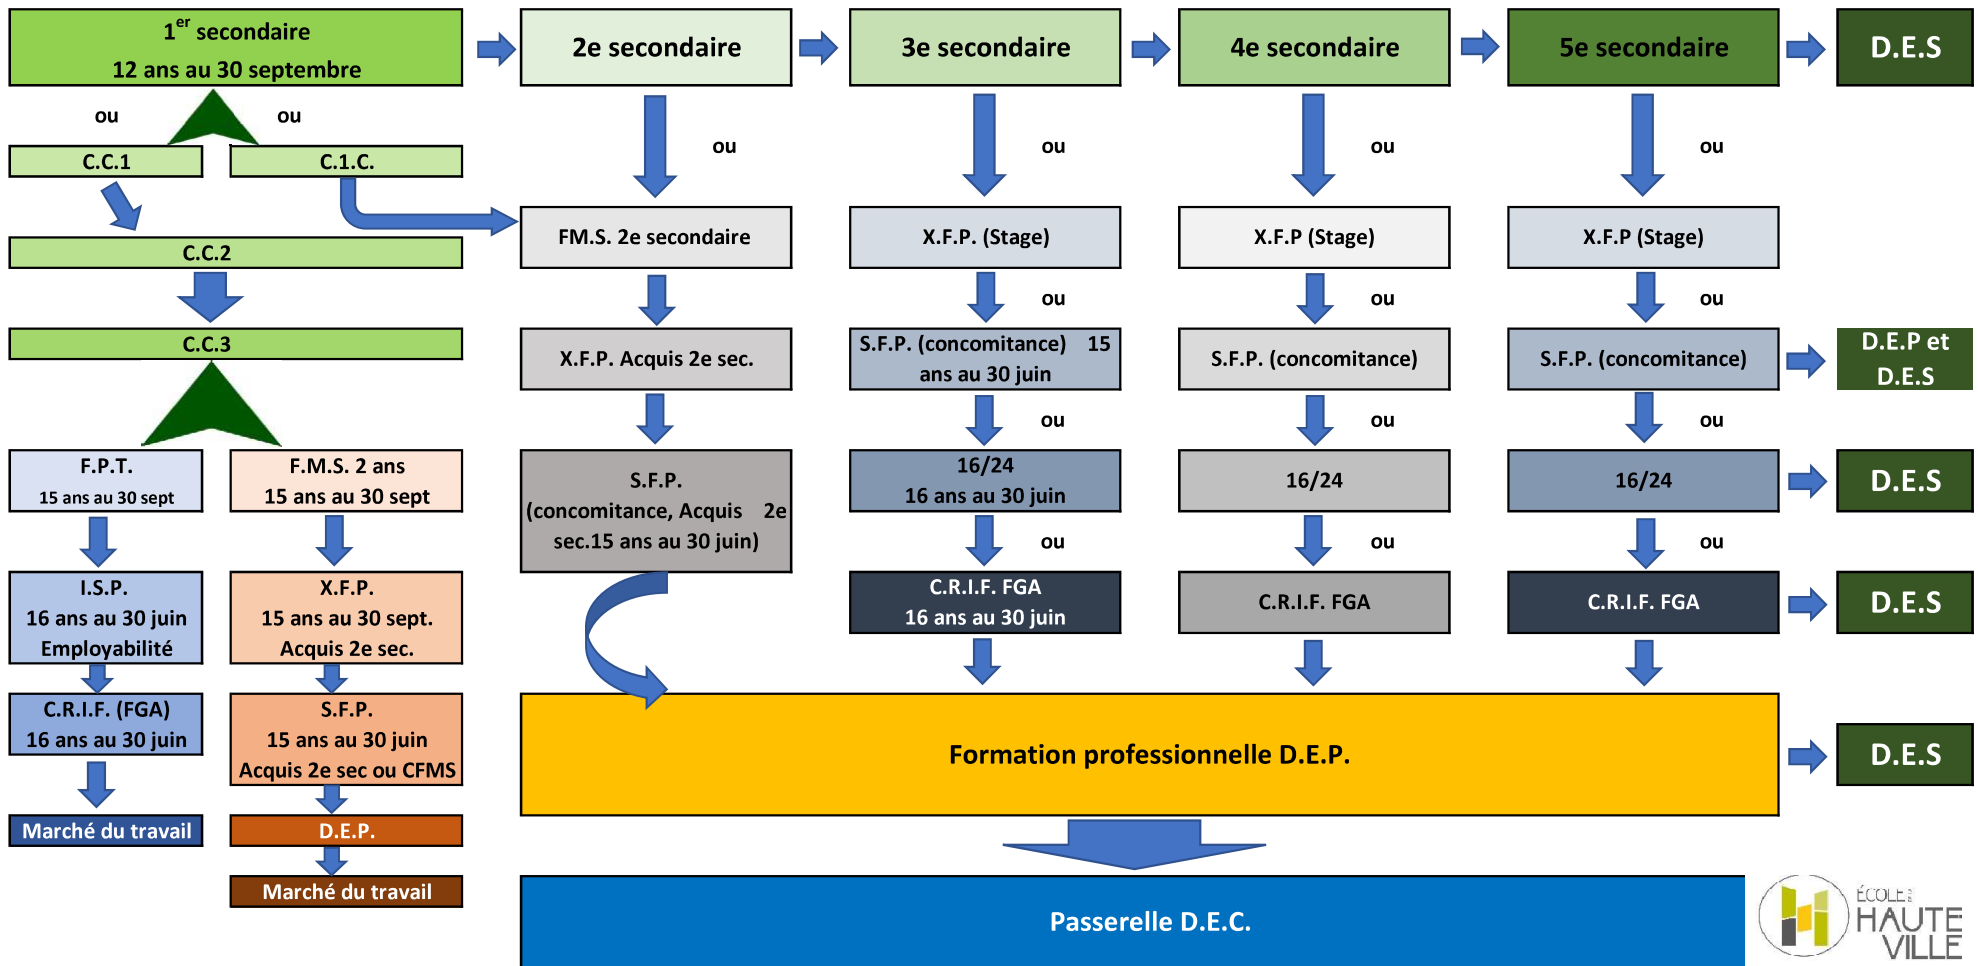 1er secondaire
12 ans au 30 septembre
2e secondaire
3e secondaire
4e secondaire
5e secondaire
D.E.S
ou
ou
ou
ou
ou
ou
C.C.1
C.1.C.
C.C.2
FM.S. 2e secondaire
X.F.P. (Stage)
X.F.P (Stage)
X.F.P (Stage)
ou
ou
ou
C.C.3
X.F.P. Acquis 2e sec.
S.F.P. (concomitance) 15
ans au 30 juin
S.F.P. (concomitance)
S.F.P. (concomitance)
D.E.P et
D.E.S
ou
ou
ou
F.P.T.
15 ans au 30 sept
F.M.S. 2 ans
15 ans au 30 sept
S.F.P.
(concomitance, Acquis 2e
sec.15 ans au 30 juin)
16/24
16 ans au 30 juin
16/24
16/24
D.E.S
ou
ou
ou
I.S.P.
16 ans au 30 juin
Employabilité
X.F.P.
15 ans au 30 sept.
Acquis 2e sec.
C.R.I.F. FGA
16 ans au 30 juin
C.R.I.F. FGA
C.R.I.F. FGA
D.E.S
C.R.I.F. (FGA)
16 ans au 30 juin
S.F.P.
15 ans au 30 juin
Acquis 2e sec ou CFMS
Formation professionnelle D.E.P.
D.E.S
Marché du travail
D.E.P.
Marché du travail
Passerelle D.E.C.
ÉCOLE
HAUTE
VILLE